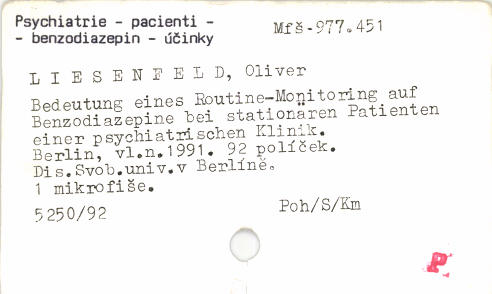 Psychiatrie - pacienti -
- benzodiazepin - účinky
Mfš-977.451
L I E S E N F E L D, Oliver
Bedeutung eines Routine-Monitoring auf
Benzodiazepine bei stationären Patienten
einer psychiatrischen Klinik.
Berlin, vl.n.1991. 92 políček.
Dis.Svob.univ.v Berlíně.
1 mikrofiše.
5250/92
Poh/S/Km
P